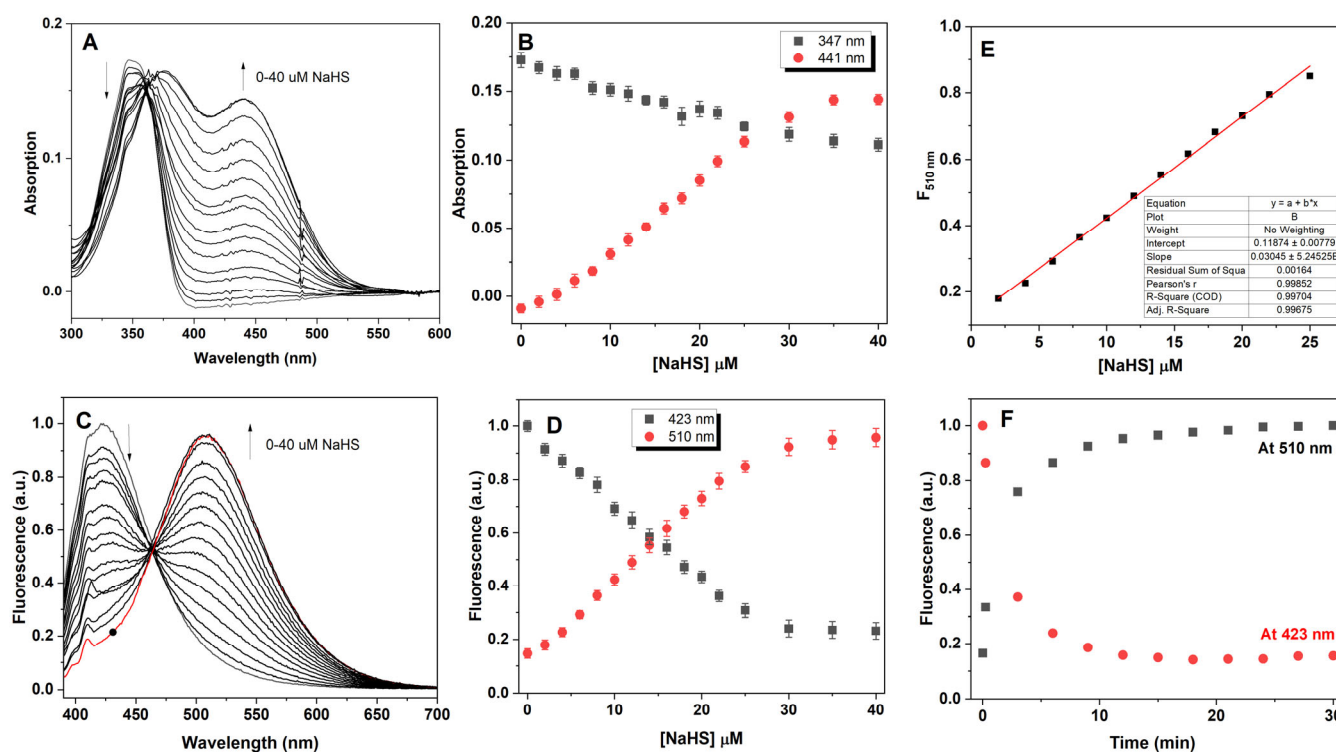 A
0-40 uM NaHS
0.2
0.1
0.0
Absorption
300 350 400 450 500 550 600
Wavelength (nm)
B
347 nm
441 nm
0.20
0.15
0.10
0.05
0.00
Absorption
0 10 20 30 40
[NaHS] μM
E
0.8
0.6
0.4
0.2
1.0
F510 nm
Equation y = a + b*x
Plot B
Weight No Weighting
Intercept 0.11874 ± 0.00779
Slope 0.03045 ± 5.24525E
Residual Sum of Squa 0.00164
Pearson's r 0.99852
R-Square (COD) 0.99704
Adj. R-Square 0.99675
0 5 10 15 20 25
[NaHS] μM
C
0-40 uM NaHS
1.0
0.8
0.6
0.4
0.2
0.0
Fluorescence (a.u.)
400 450 500 550 600 650 700
Wavelength (nm)
D
423 nm
510 nm
1.0
0.8
0.6
0.4
0.2
0.0
Fluorescence (a.u.)
0 10 20 30 40
[NaHS] μM
F
1.0
0.8
0.6
0.4
0.2
0.0
Fluorescence (a.u.)
At 510 nm
At 423 nm
0 10 20 30
Time (min)